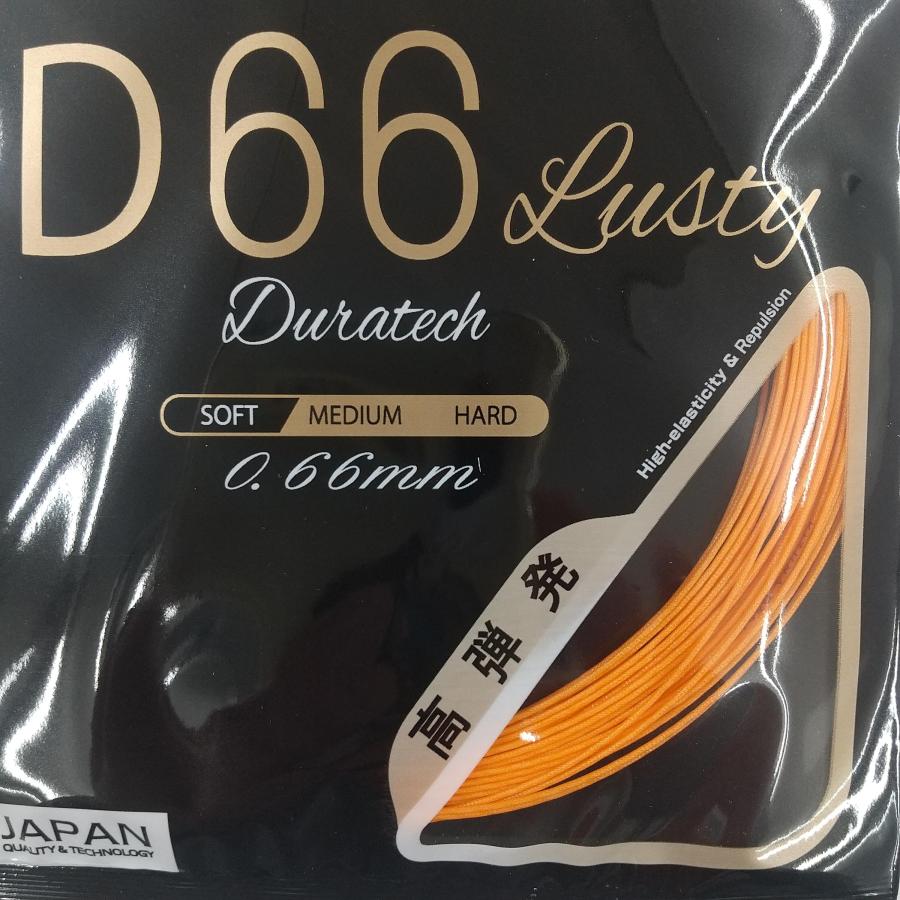 D66 Lusty
Duratech
SOFT MEDIUM HARD
0.66mm
High-elasticity & Repulsion
高弾発
JAPAN
QUALITY & TECHNOLOGY